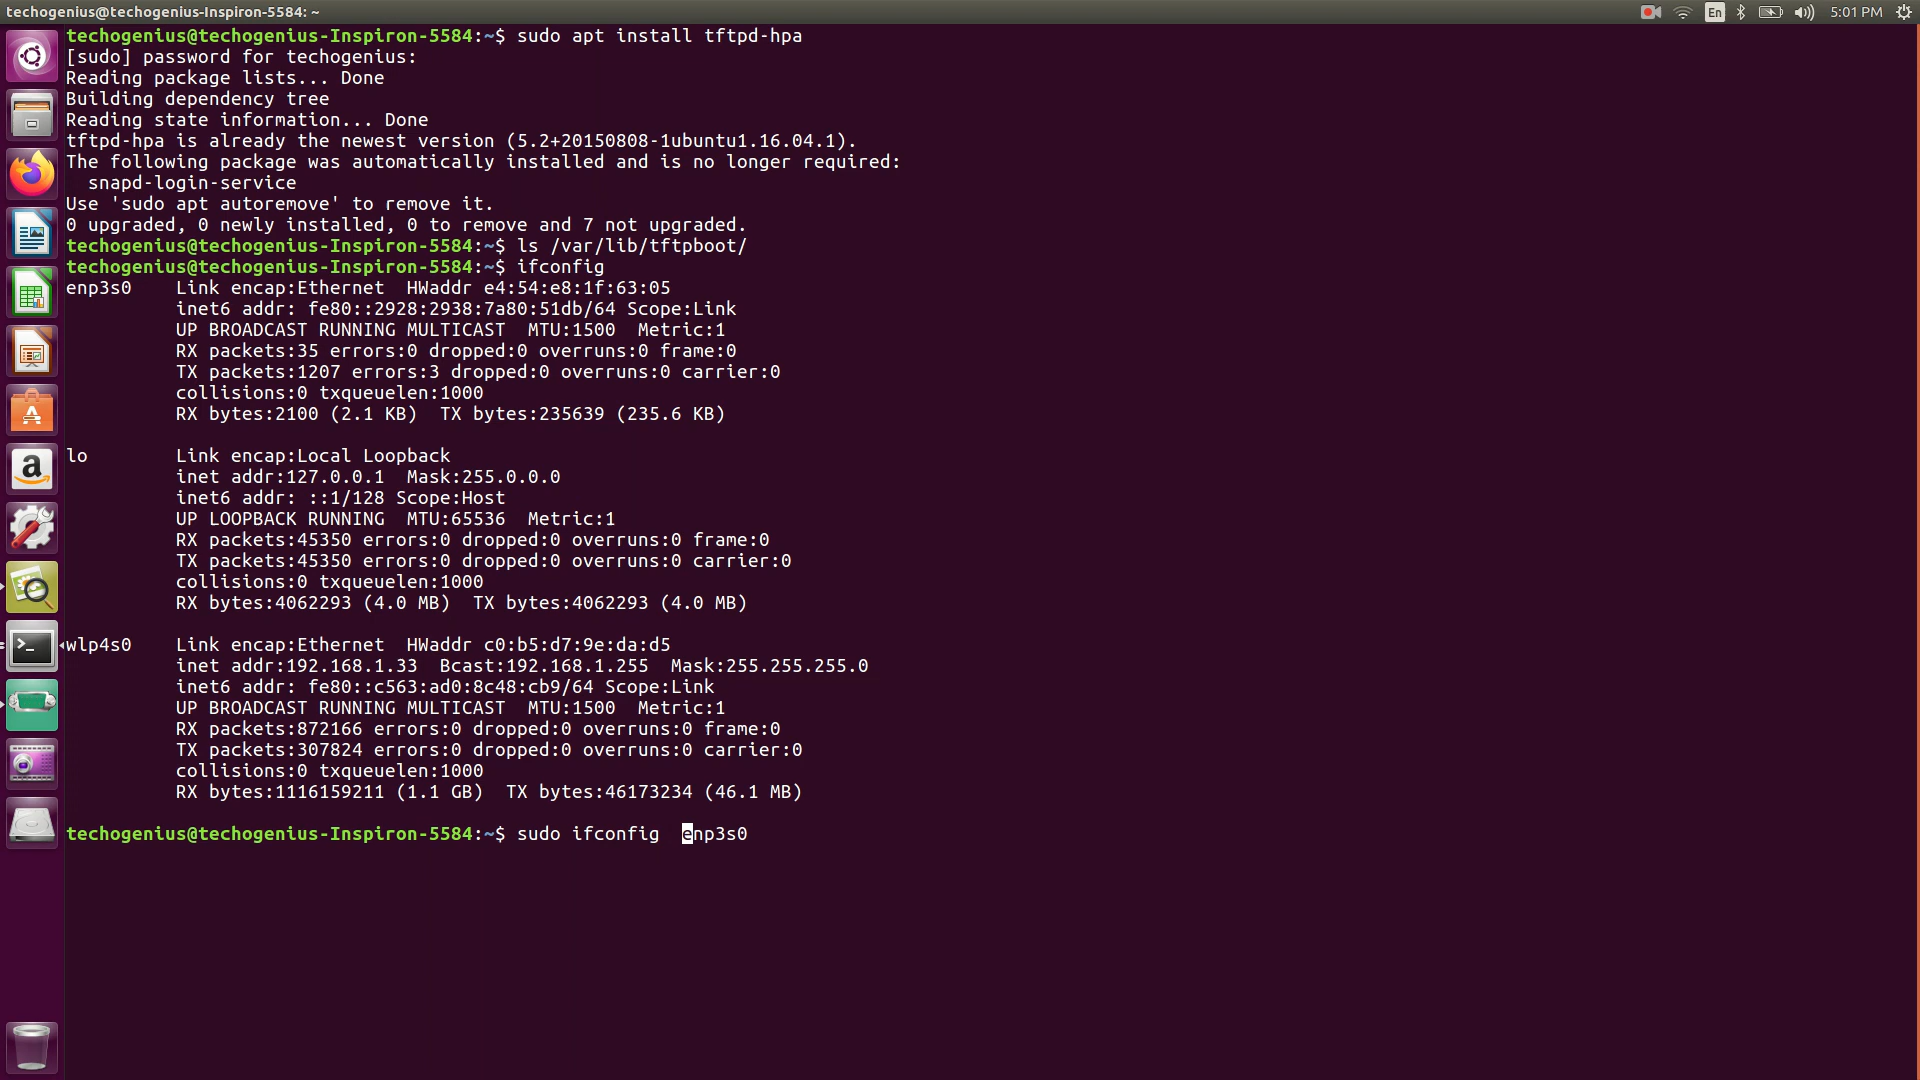 techogenius@techogenius-Inspiron-5584: ~
En
5:01 PM
techogenius@techogenius-Inspiron-5584:~$ sudo apt install tftpd-hpa
[sudo] password for techogenius:
Reading package lists... Done
Building dependency tree
Reading state information... Done
tftpd-hpa is already the newest version (5.2+20150808-1ubuntu1.16.04.1).
The following package was automatically installed and is no longer required:
  snapd-login-service
Use 'sudo apt autoremove' to remove it.
0 upgraded, 0 newly installed, 0 to remove and 7 not upgraded.
techogenius@techogenius-Inspiron-5584:~$ ls /var/lib/tftpboot/
techogenius@techogenius-Inspiron-5584:~$ ifconfig
enp3s0    Link encap:Ethernet  HWaddr e4:54:e8:1f:63:05
          inet6 addr: fe80::2928:2938:7a80:51db/64 Scope:Link
          UP BROADCAST RUNNING MULTICAST  MTU:1500  Metric:1
          RX packets:35 errors:0 dropped:0 overruns:0 frame:0
          TX packets:1207 errors:3 dropped:0 overruns:0 carrier:0
          collisions:0 txqueuelen:1000
          RX bytes:2100 (2.1 KB)  TX bytes:235639 (235.6 KB)
lo        Link encap:Local Loopback
          inet addr:127.0.0.1  Mask:255.0.0.0
          inet6 addr: ::1/128 Scope:Host
          UP LOOPBACK RUNNING  MTU:65536  Metric:1
          RX packets:45350 errors:0 dropped:0 overruns:0 frame:0
          TX packets:45350 errors:0 dropped:0 overruns:0 carrier:0
          collisions:0 txqueuelen:1000
          RX bytes:4062293 (4.0 MB)  TX bytes:4062293 (4.0 MB)
wlp4s0    Link encap:Ethernet  HWaddr c0:b5:d7:9e:da:d5
          inet addr:192.168.1.33  Bcast:192.168.1.255  Mask:255.255.255.0
          inet6 addr: fe80::c563:ad0:8c48:cb9/64 Scope:Link
          UP BROADCAST RUNNING MULTICAST  MTU:1500  Metric:1
          RX packets:872166 errors:0 dropped:0 overruns:0 frame:0
          TX packets:307824 errors:0 dropped:0 overruns:0 carrier:0
          collisions:0 txqueuelen:1000
          RX bytes:1116159211 (1.1 GB)  TX bytes:46173234 (46.1 MB)
techogenius@techogenius-Inspiron-5584:~$ sudo ifconfig  enp3s0